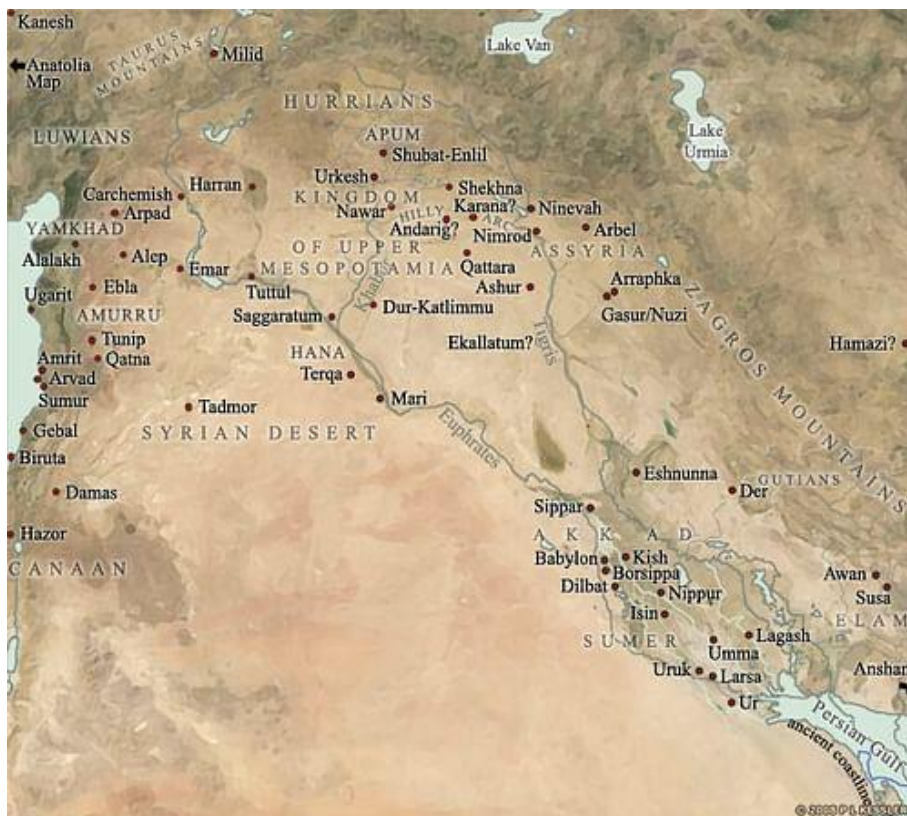 Kanesh
Anatolia
Map
TAURUS
MOUNTAINS
Milid
Lake Van
Lake
Urmia
HURRIANS
LUWIANS
APUM
Shubat-Enlil
Urkesh
Harran
Carchemish
Arpad
KINGDOM
Shekhna
Karana?
Nawar
HILLY
ARC
Andarig?
Nimrod
Ninevah
Arbel
YAMKHAD
Alalakh
Alep
OF UPPER
MESOPOTAMIA
ASSYRIA
Emar
Qattara
Ebla
Tuttul
Khabur
Ashur
Arraphka
Gasur/Nuzi
Ugarit
AMURRU
Saggaratum
Dur-Katlimmu
Tunip
Qatna
Ekallatum?
Tigris
ZAGROS MOUNTAINS
Hamazi?
Amrit
Arvad
Sumur
HANA
Terqa
Mari
Tadmor
Gebal
SYRIAN DESERT
Euphrates
Biruta
Eshnunna
GUTIANS
Der
Damas
Sippar
Hazor
AKKAD
CANAAN
Babylon
Kish
Borsippa
Dilbat
Nippur
Awan
Susa
Isin
ELAM
SUMER
Lagash
Umma
Uruk
Larsa
Anshan
Ur
Persian Gulf
ancient coastline
© 2005 P L KESSLER